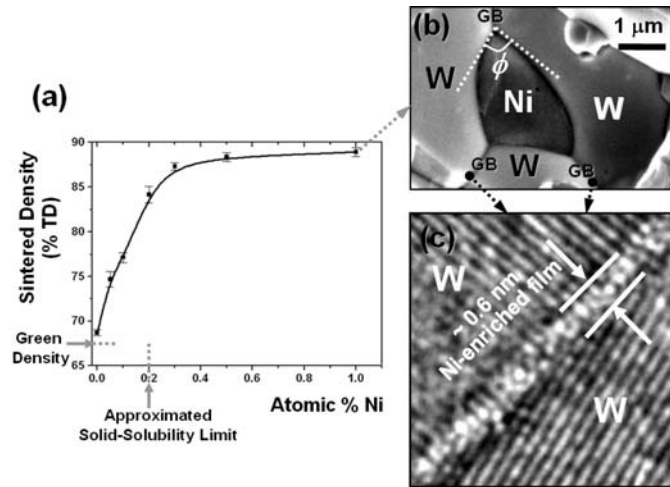 (a)
Sintered Density
(% TD)
90
85
80
75
70
65
Green
Density
0.0
0.2
0.4
0.6
0.8
1.0
Atomic % Ni
Approximated
Solid-Solubility Limit
(b)
GB
1 μm
W
ϕ
Ni
W
GB
W
GB
(c)
W
~ 0.6 nm
Ni-enriched film
W